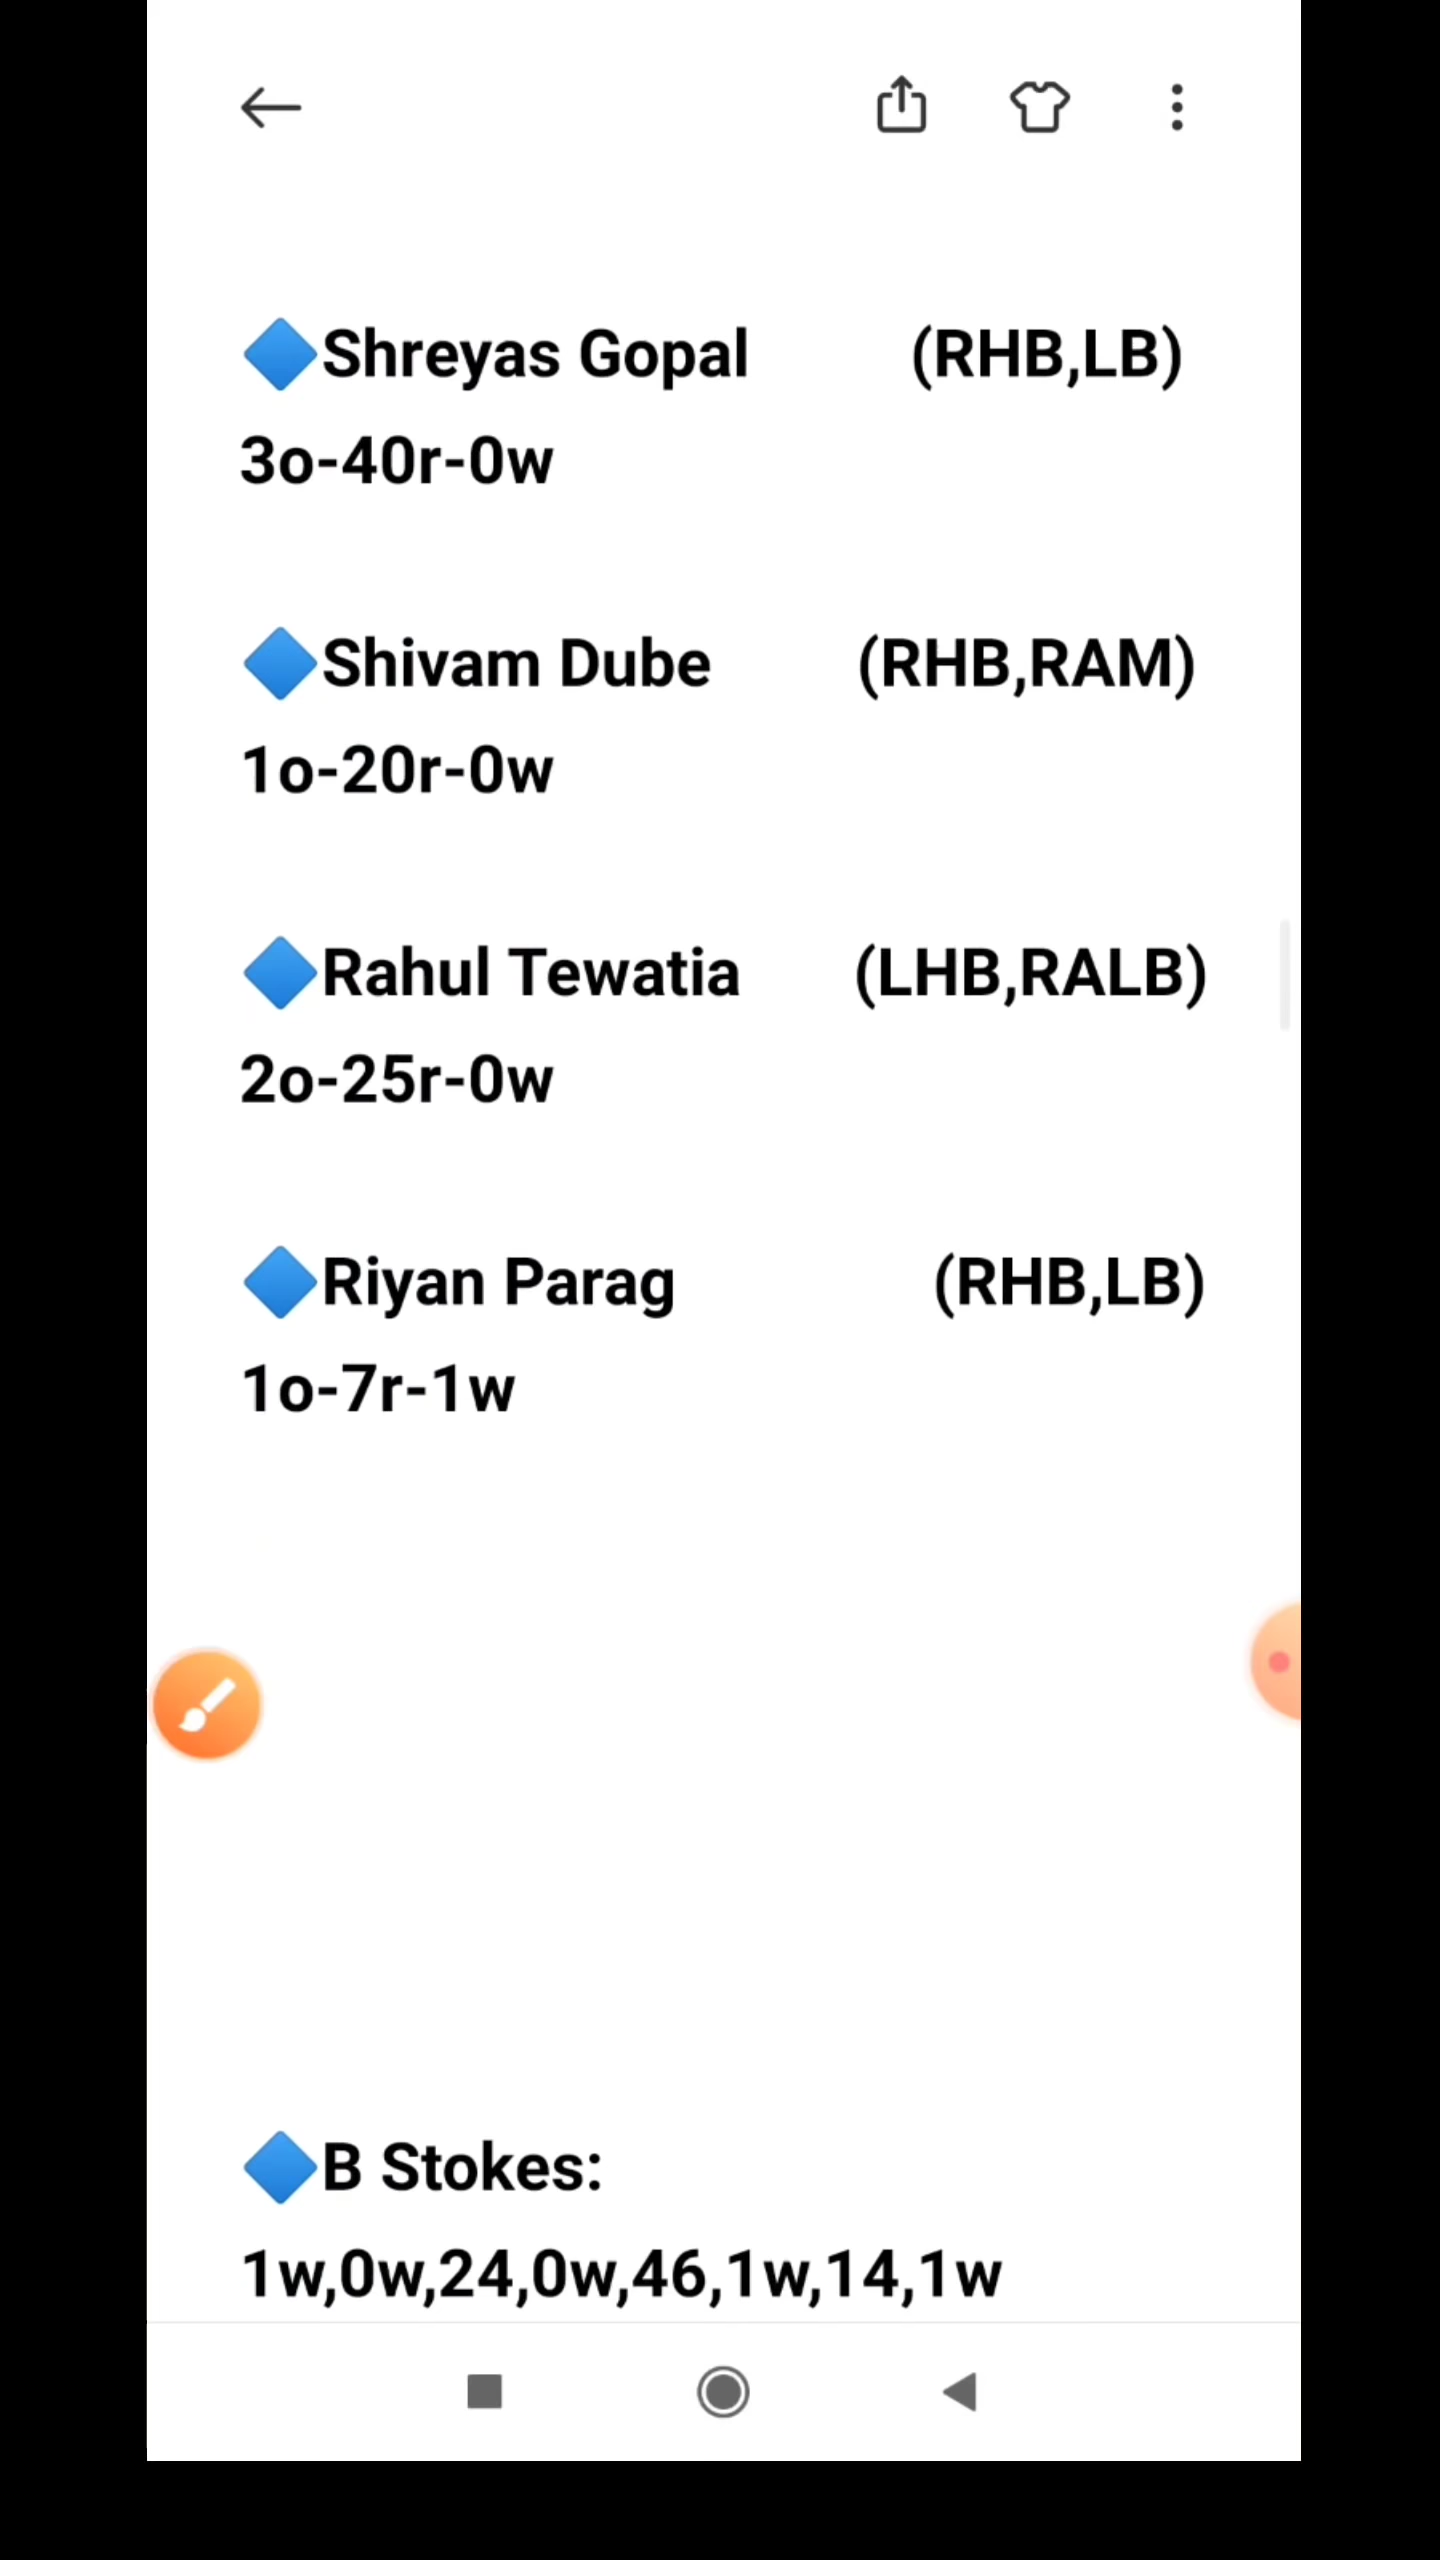 🔷Shreyas Gopal (RHB,LB)
3o-40r-0w
🔷Shivam Dube (RHB,RAM)
1o-20r-0w
🔷Rahul Tewatia (LHB,RALB)
2o-25r-0w
🔷Riyan Parag (RHB,LB)
1o-7r-1w
🔷B Stokes:
1w,0w,24,0w,46,1w,14,1w